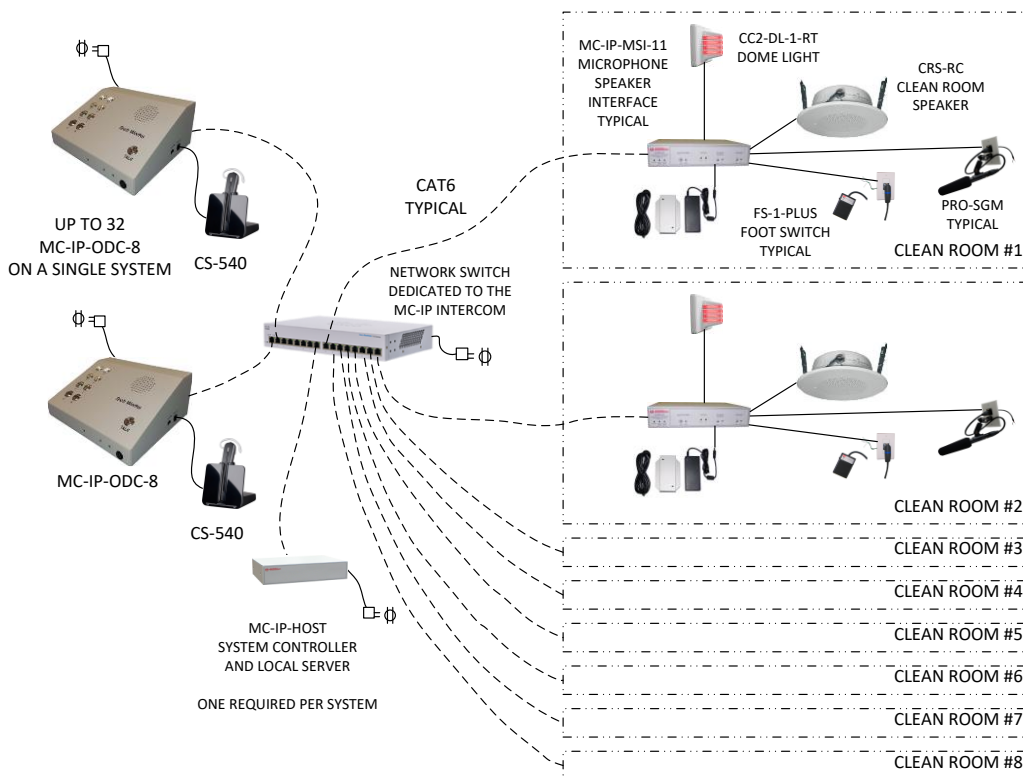 UP TO 32
MC-IP-ODC-8
ON A SINGLE SYSTEM
CS-540
MC-IP-ODC-8
CS-540
CAT6
TYPICAL
NETWORK SWITCH
DEDICATED TO THE
MC-IP INTERCOM
MC-IP-HOST
SYSTEM CONTROLLER
AND LOCAL SERVER
ONE REQUIRED PER SYSTEM
MC-IP-MSI-11
MICROPHONE
SPEAKER
INTERFACE
TYPICAL
CC2-DL-1-RT
DOME LIGHT
CRS-RC
CLEAN ROOM
SPEAKER
FS-1-PLUS
FOOT SWITCH
TYPICAL
PRO-SGM
TYPICAL
CLEAN ROOM #1
CLEAN ROOM #2
CLEAN ROOM #3
CLEAN ROOM #4
CLEAN ROOM #5
CLEAN ROOM #6
CLEAN ROOM #7
CLEAN ROOM #8